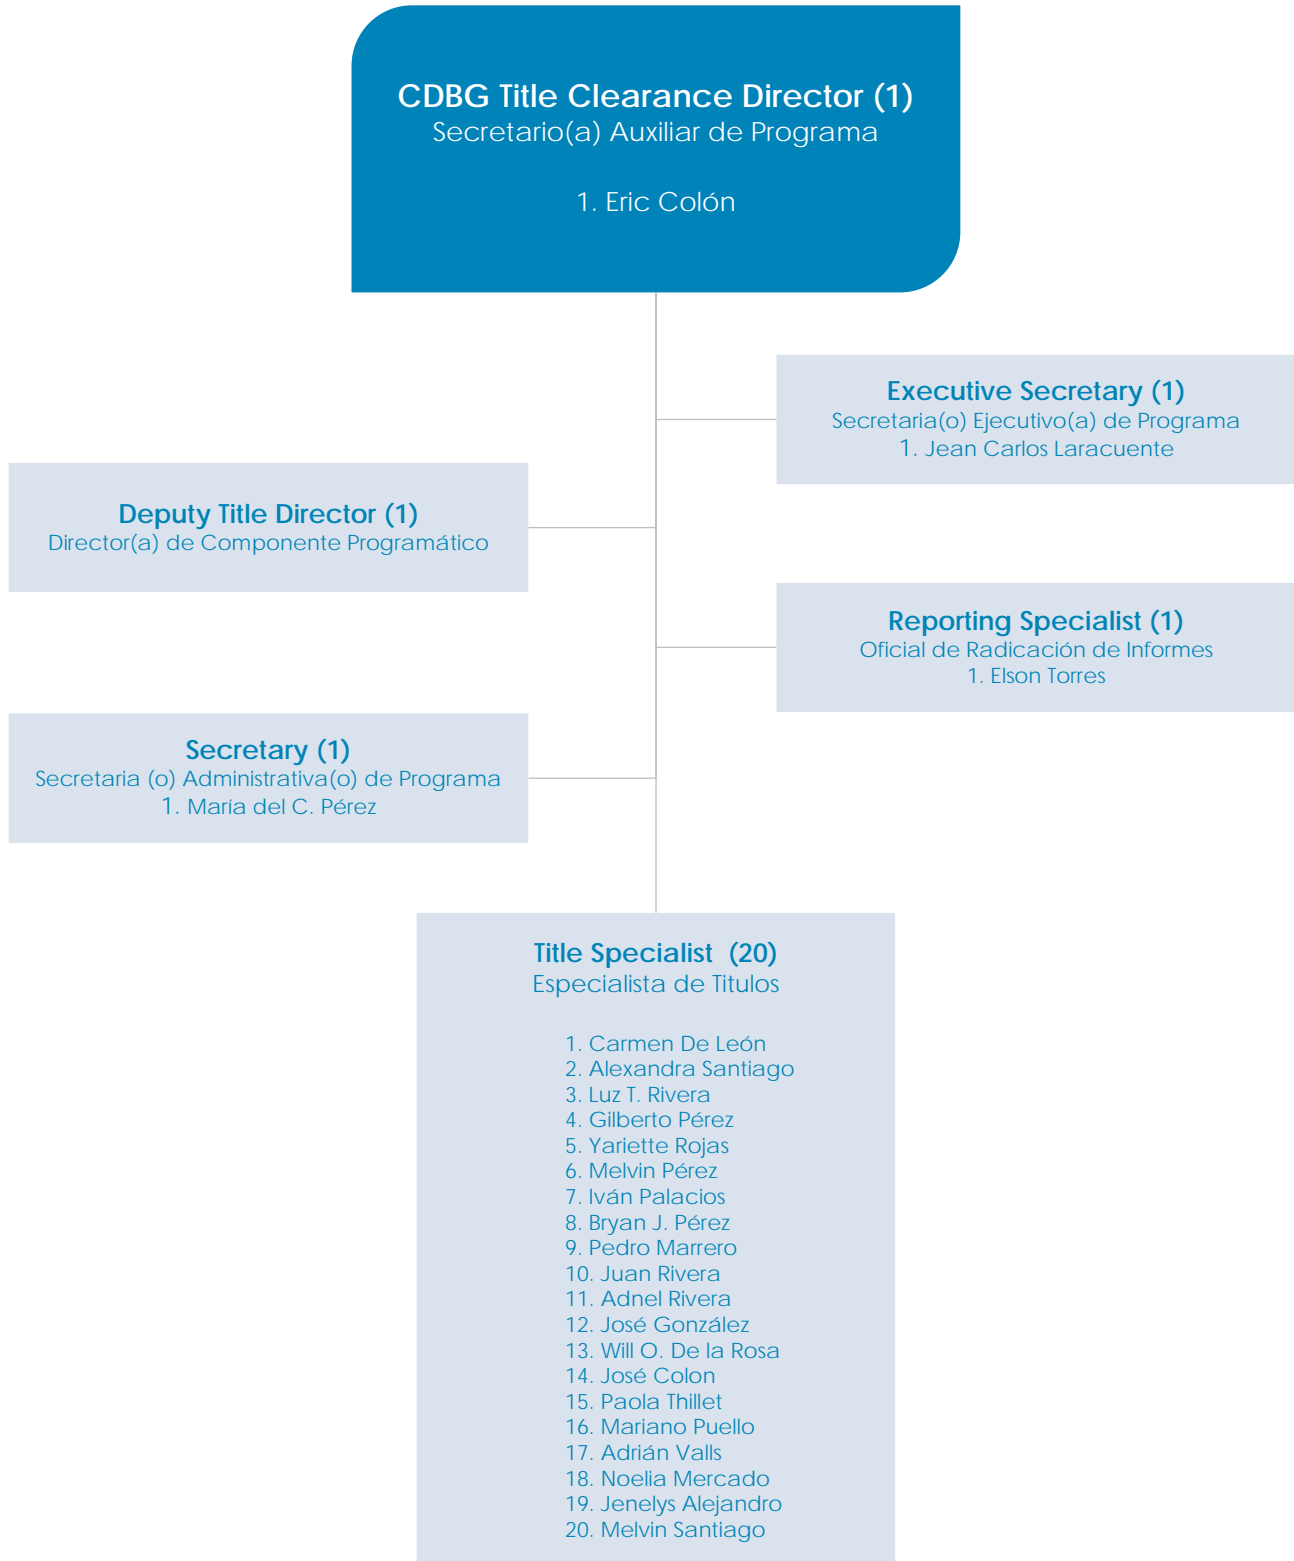 CDBG Title Clearance Director (1)
Secretario(a) Auxiliar de Programa
1. Eric Colón
Executive Secretary (1)
Secretaria(o) Ejecutivo(a) de Programa
1. Jean Carlos Laracuente
Deputy Title Director (1)
Director(a) de Componente Programático
Reporting Specialist (1)
Oficial de Radicación de Informes
1. Elson Torres
Secretary (1)
Secretaria (o) Administrativa(o) de Programa
1. María del C. Pérez
Title Specialist  (20)
Especialista de Titulos
1. Carmen De León
2. Alexandra Santiago
3. Luz T. Rivera
4. Gilberto Pérez
5. Yariette Rojas
6. Melvin Pérez
7. Iván Palacios
8. Bryan J. Pérez
9. Pedro Marrero
10. Juan Rivera
11. Adnel Rivera
12. José González
13. Will O. De la Rosa
14. José Colon
15. Paola Thillet
16. Mariano Puello
17. Adrián Valls
18. Noelia Mercado
19. Jenelys Alejandro
20. Melvin Santiago